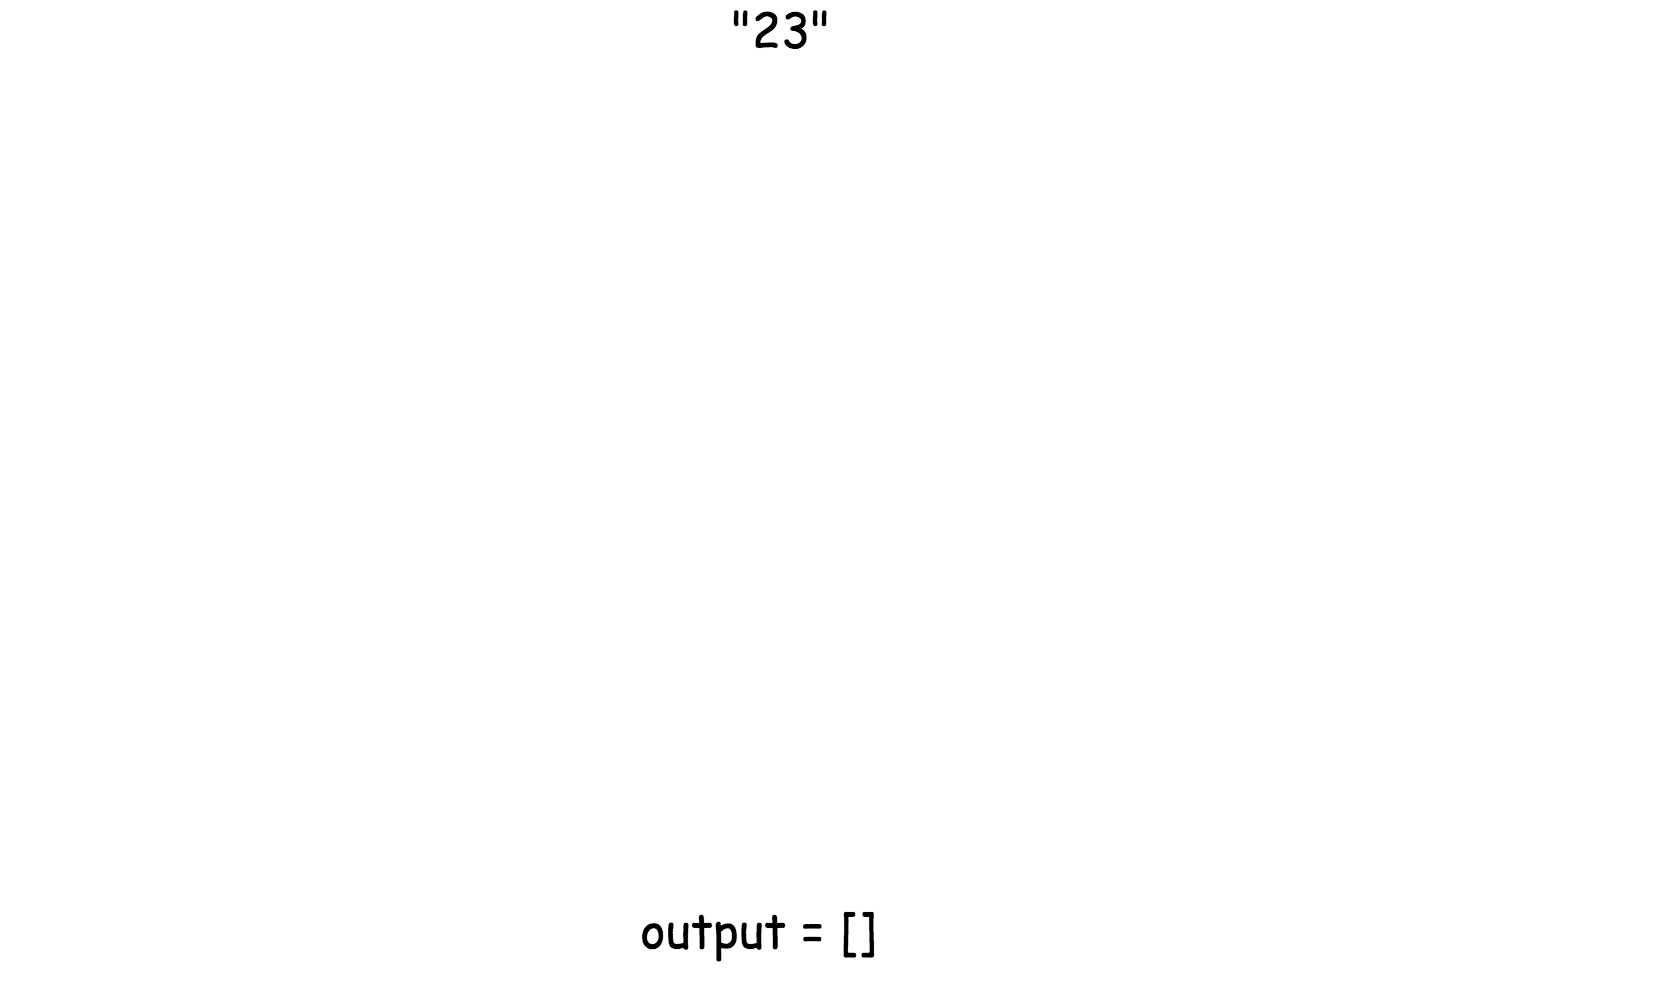 "23"
output = []